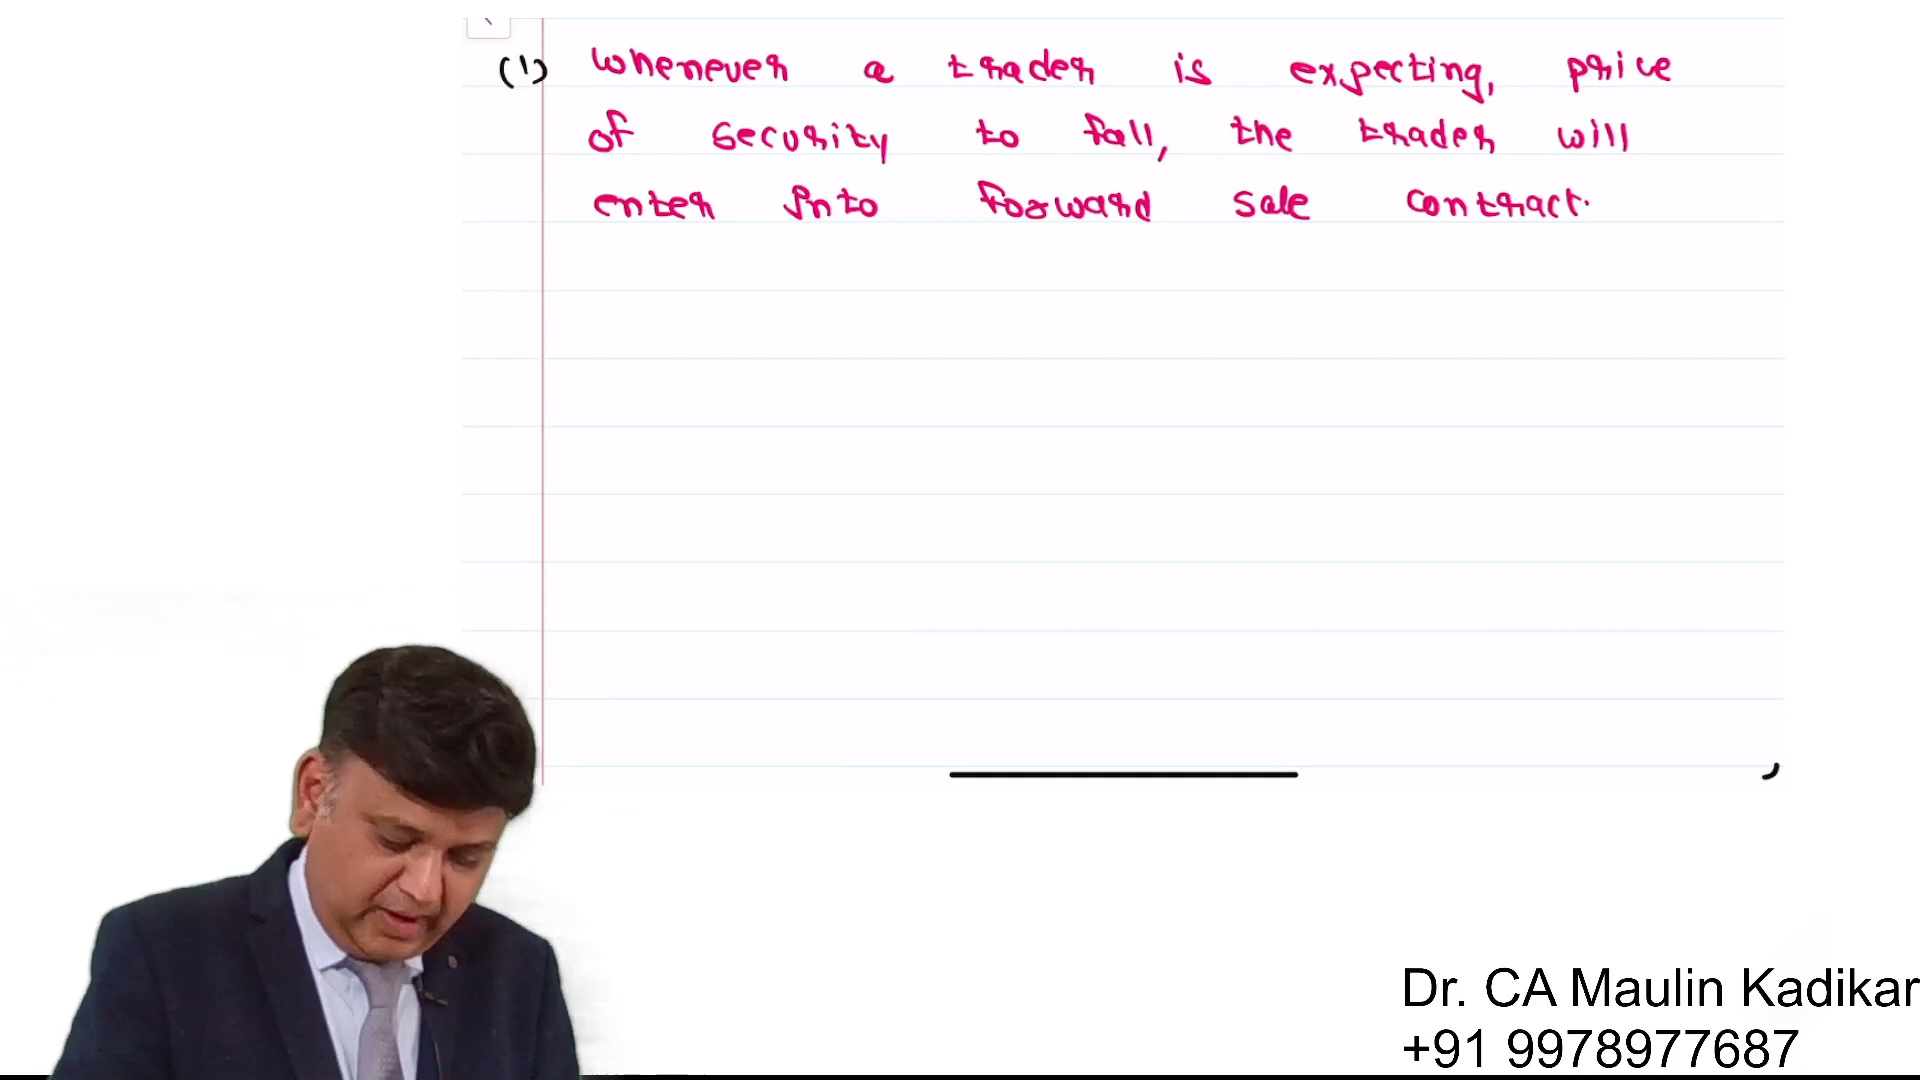 (1) whenever a trader is expecting, price
of security to fall, the trader will
enter into forward sale contract.
Dr. CA Maulin Kadikar
+91 9978977687